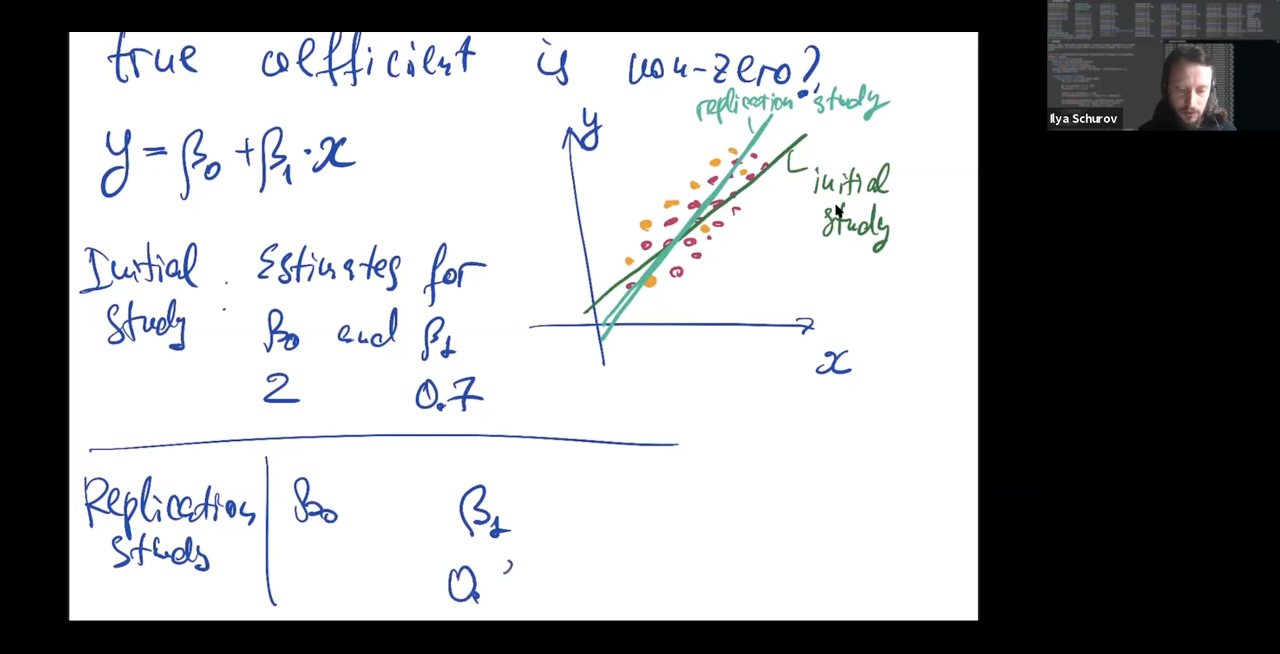 true coefficient is non-zero?
y = β₀ + β₁ · x
Initial study : Estimates for
β₀ and β₁
2 0.7
Replication study
β₀ β₁
0.
y
x
replication study
initial study
Ilya Schurov